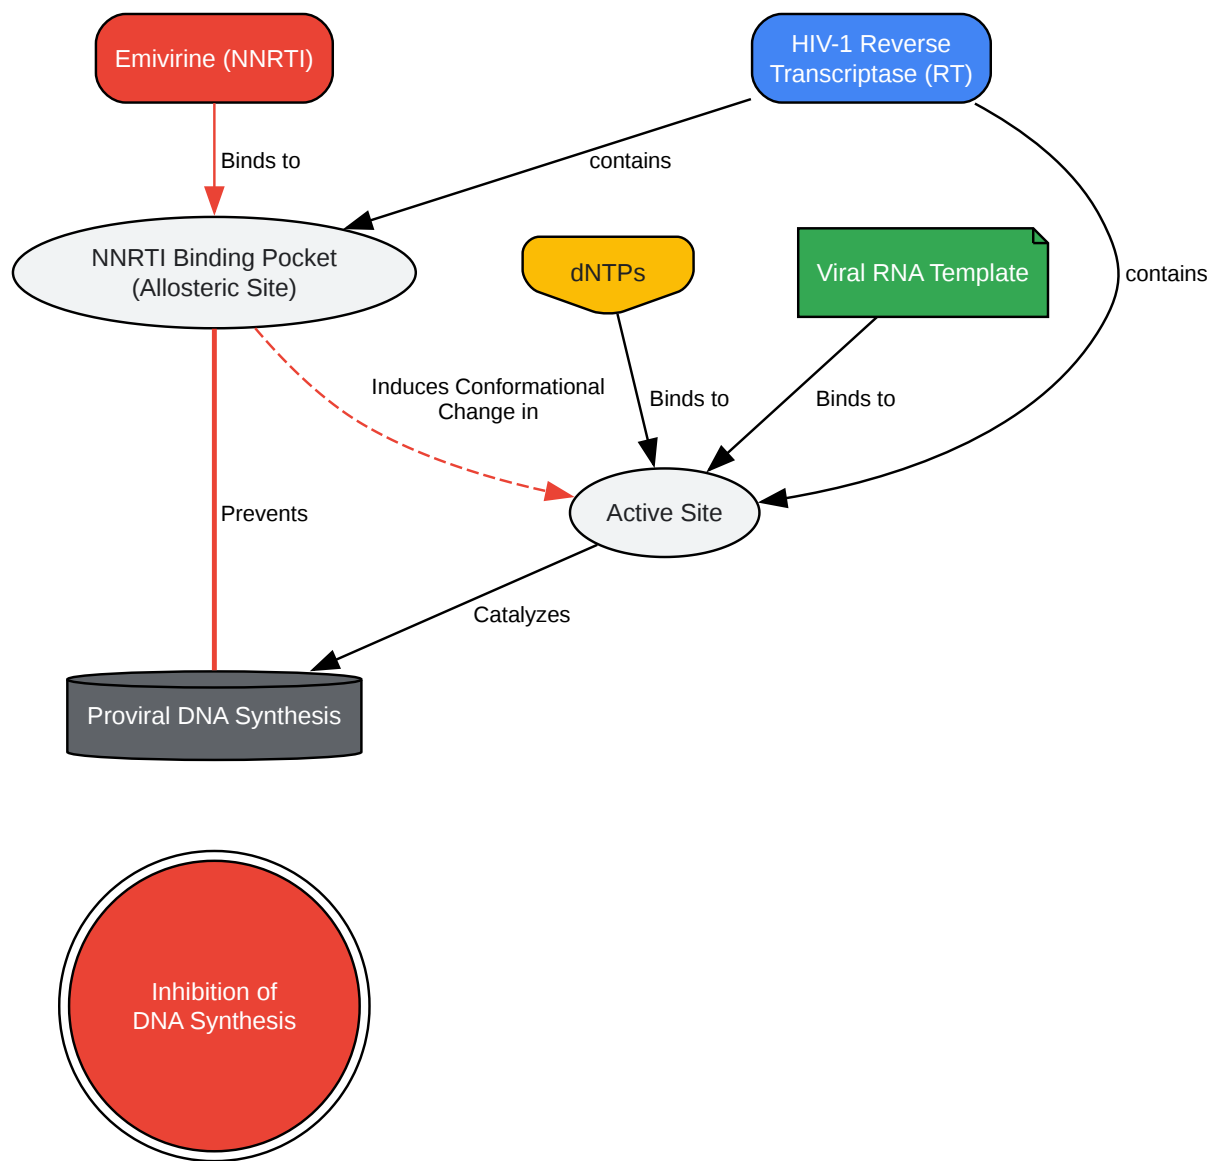 Emivirine (NNRTI)
HIV-1 Reverse
Transcriptase (RT)
Binds to
contains
NNRTI Binding Pocket
(Allosteric Site)
dNTPs
Viral RNA Template
contains
Induces Conformational
Change in
Binds to
Binds to
Active Site
Prevents
Catalyzes
Proviral DNA Synthesis
Inhibition of
DNA Synthesis